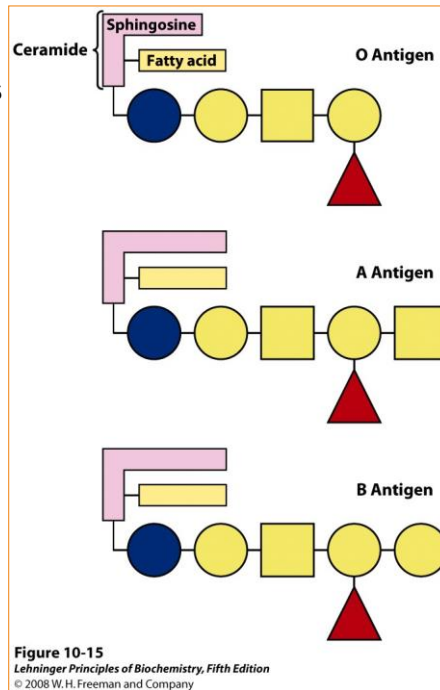 Sphingosine
Ceramide
Fatty acid
O Antigen
A Antigen
B Antigen
Figure 10-15
Lehninger Principles of Biochemistry, Fifth Edition
© 2008 W. H. Freeman and Company